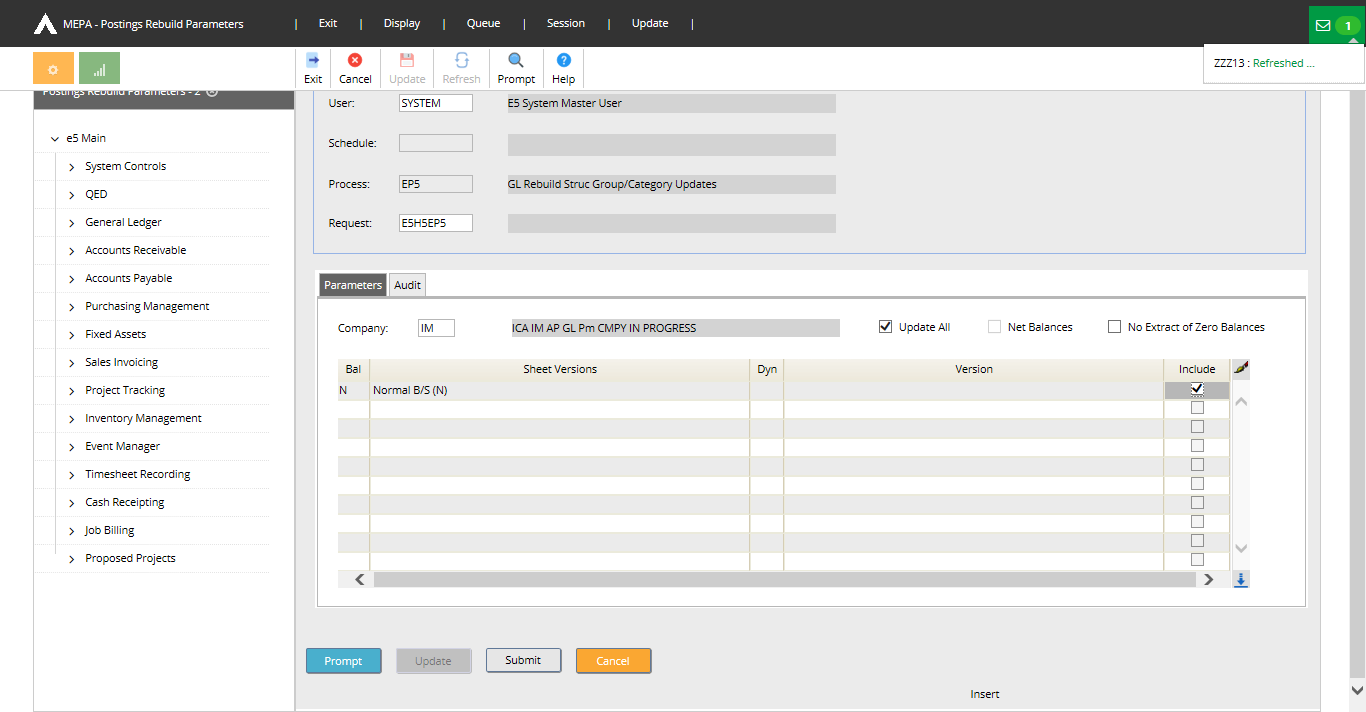 MEPA - Postings Rebuild Parameters | Exit | Display | Queue | Session | Update |
1
ZZZ13 : Refreshed ...
Exit Cancel Update Refresh Prompt Help
Postings Rebuild Parameters - 2
e5 Main
System Controls
QED
General Ledger
Accounts Receivable
Accounts Payable
Purchasing Management
Fixed Assets
Sales Invoicing
Project Tracking
Inventory Management
Event Manager
Timesheet Recording
Cash Receipting
Job Billing
Proposed Projects
User: SYSTEM E5 System Master User
Schedule:
Process: EP5 GL Rebuild Struc Group/Category Updates
Request: E5H5EP5
Parameters Audit
Company: IM ICA IM AP GL Pm CMPY IN PROGRESS Update All Net Balances No Extract of Zero Balances
Bal Sheet Versions Dyn Version Include
N Normal B/S (N)
Prompt Update Submit Cancel
Insert